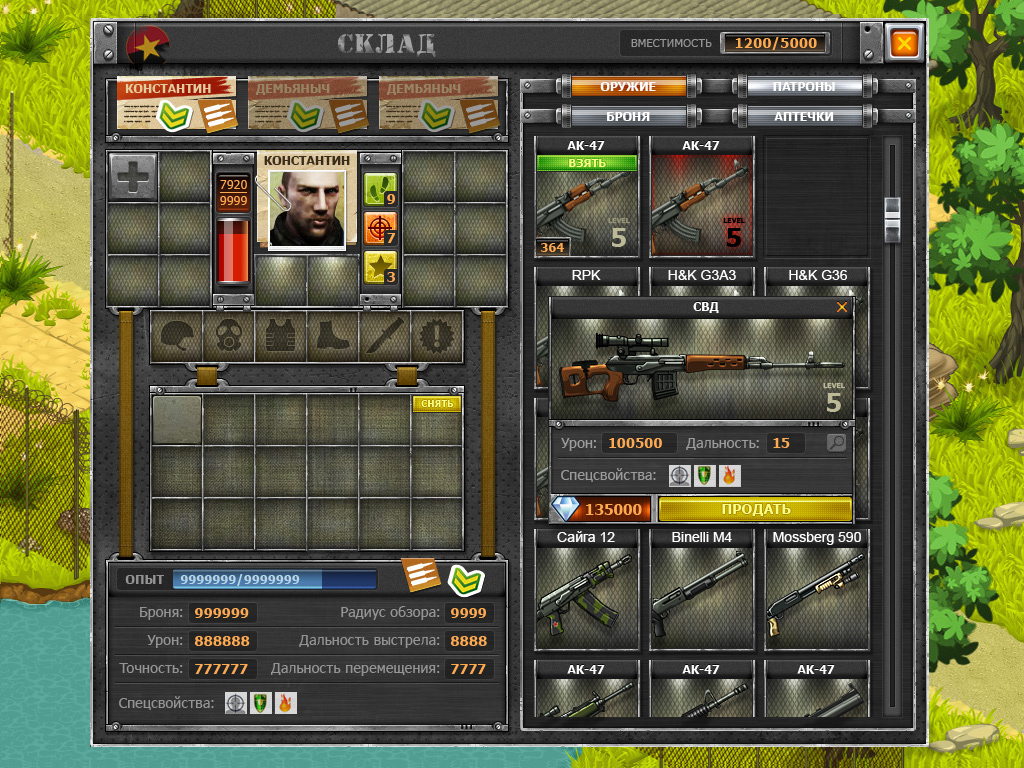 СКЛАД
ВМЕСТИМОСТЬ 1200/5000
КОНСТАНТИН
ДЕМЬЯНЫЧ
ДЕМЬЯНЫЧ
7920
9999
КОНСТАНТИН
9
7
3
СНЯТЬ
ОПЫТ 9999999/9999999
Броня: 999999
Радиус обзора: 9999
Урон: 888888
Дальность выстрела: 8888
Точность: 777777
Дальность перемещения: 7777
Спецсвойства:
ОРУЖИЕ
ПАТРОНЫ
БРОНЯ
АПТЕЧКИ
АК-47
ВЗЯТЬ
LEVEL
5
364
АК-47
LEVEL
5
RPK
H&K G3A3
H&K G36
СВД
LEVEL
5
Урон: 100500 Дальность: 15
Спецсвойства:
135000
ПРОДАТЬ
Сайга 12
Binelli M4
Mossberg 590
АК-47
АК-47
АК-47